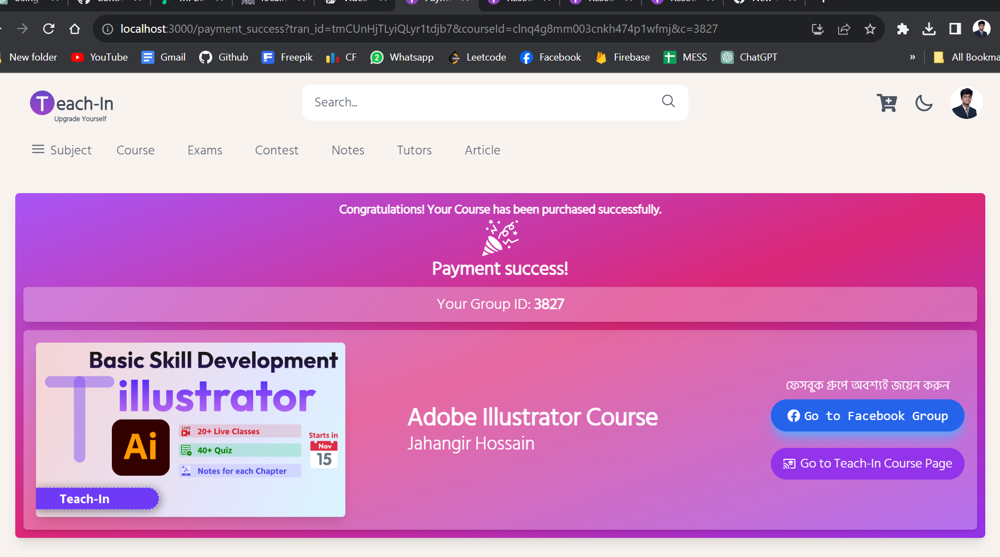 localhost:3000/payment_success?tran_id=tmCUnHjTLyiQLyr1tdjb7&courseId=clnq4g8mm003cnkh474p1wfmj&c=3827
New folder YouTube Gmail Github Freepik CF Whatsapp Leetcode Facebook Firebase MESS ChatGPT » All Bookma
Teach-In
Upgrade Yourself
Search...
Subject Course Exams Contest Notes Tutors Article
Congratulations! Your Course has been purchased successfully.
Payment success!
Your Group ID: 3827
Basic Skill Development
T illustrator
Ai
LIVE 20+ Live Classes
40+ Quiz
Notes for each Chapter
Starts in
Nov
15
Teach-In
Adobe Illustrator Course
Jahangir Hossain
ফেসবুক গ্রুপে অবশ্যই জয়েন করুন
Go to Facebook Group
Go to Teach-In Course Page